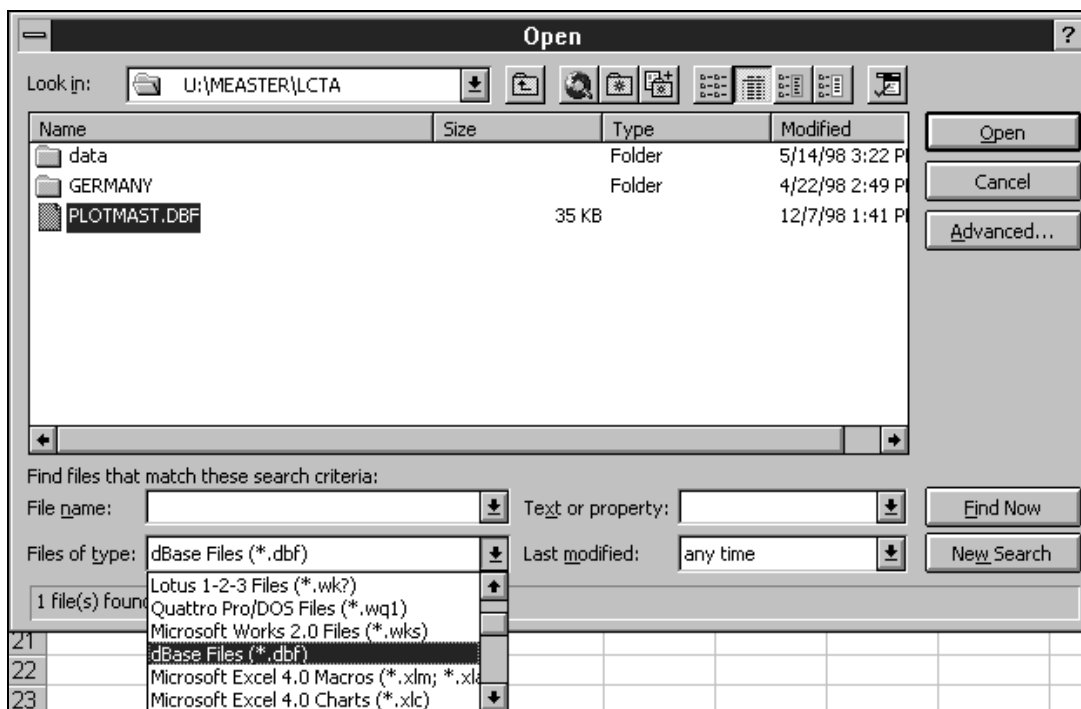 Open
?
Look in: U:\MEASTER\LCTA
Name Size Type Modified
data Folder 5/14/98 3:22 P
GERMANY Folder 4/22/98 2:49 P
PLOTMAST.DBF 35 KB 12/7/98 1:41 P
Open
Cancel
Advanced...
Find files that match these search criteria:
File name: Text or property: Find Now
Files of type: dBase Files (*.dbf) Last modified: any time New Search
1 file(s) found
Lotus 1-2-3 Files (*.wk?)
Quattro Pro/DOS Files (*.wq1)
Microsoft Works 2.0 Files (*.wks)
dBase Files (*.dbf)
Microsoft Excel 4.0 Macros (*.xlm; *.xla
Microsoft Excel 4.0 Charts (*.xlc)
21
22
23